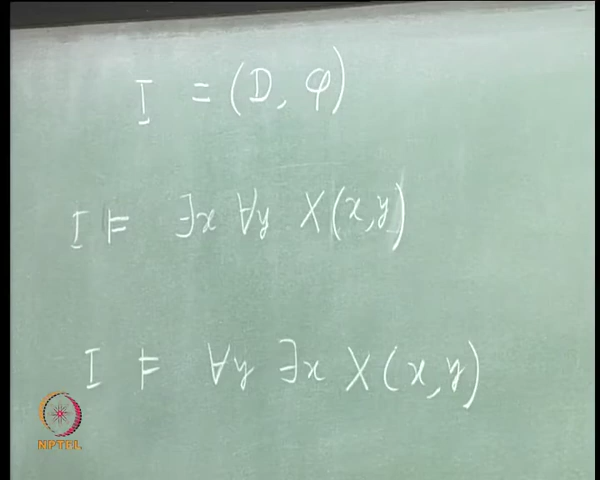 I = (D, φ)
I ⊨ ∃x ∀y X(x,y)
I ⊨ ∀y ∃x X(x,y)
NPTEL